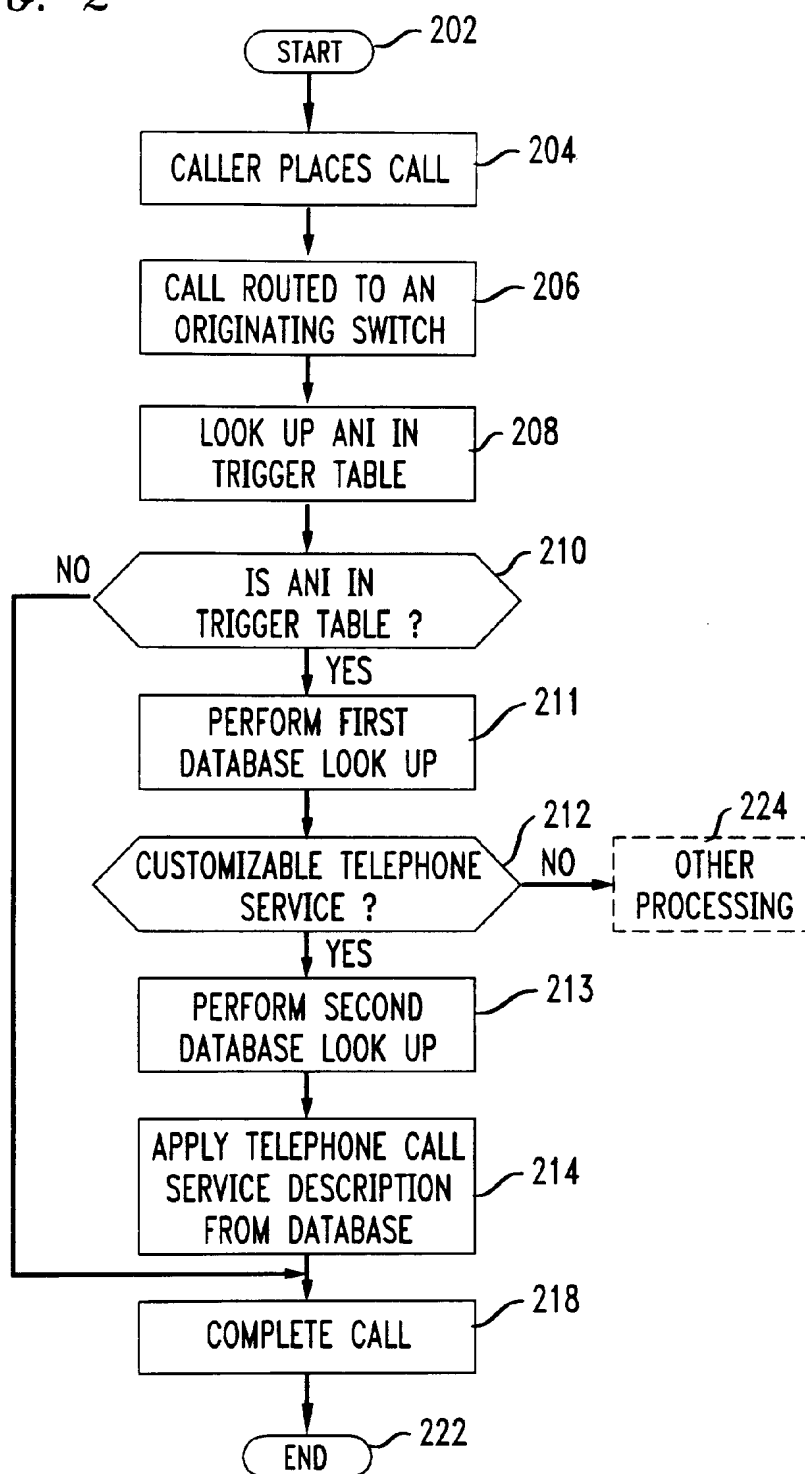 2
START
202
CALLER PLACES CALL
204
CALL ROUTED TO AN
ORIGINATING SWITCH
206
LOOK UP ANI IN
TRIGGER TABLE
208
NO
IS ANI IN
TRIGGER TABLE ?
210
YES
PERFORM FIRST
DATABASE LOOK UP
211
CUSTOMIZABLE TELEPHONE
SERVICE ?
212
NO
224
OTHER
PROCESSING
YES
PERFORM SECOND
DATABASE LOOK UP
213
APPLY TELEPHONE CALL
SERVICE DESCRIPTION
FROM DATABASE
214
COMPLETE CALL
218
END
222